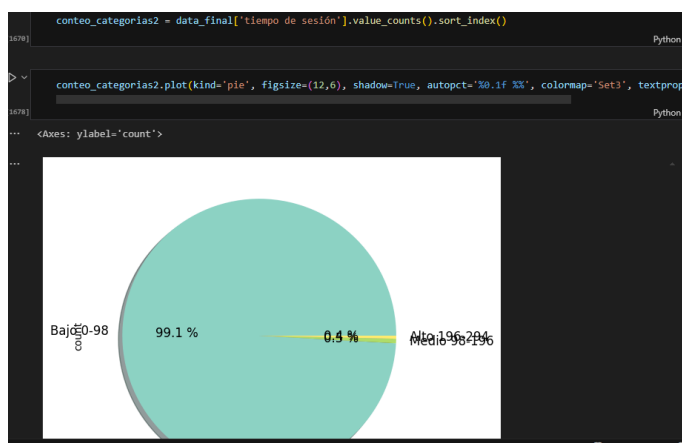 conteo_categorias2 = data_final['tiempo de sesión'].value_counts().sort_index()
1670]
Python
conteo_categorias2.plot(kind='pie', figsize=(12,6), shadow=True, autopct='%0.1f %%', colormap='Set3', textprop
1678]
Python
... <Axes: ylabel='count'>
...
Bajo 0-98
count
99.1 %
0.4 %
0.5 %
Alto 196-294
Medio 98-196